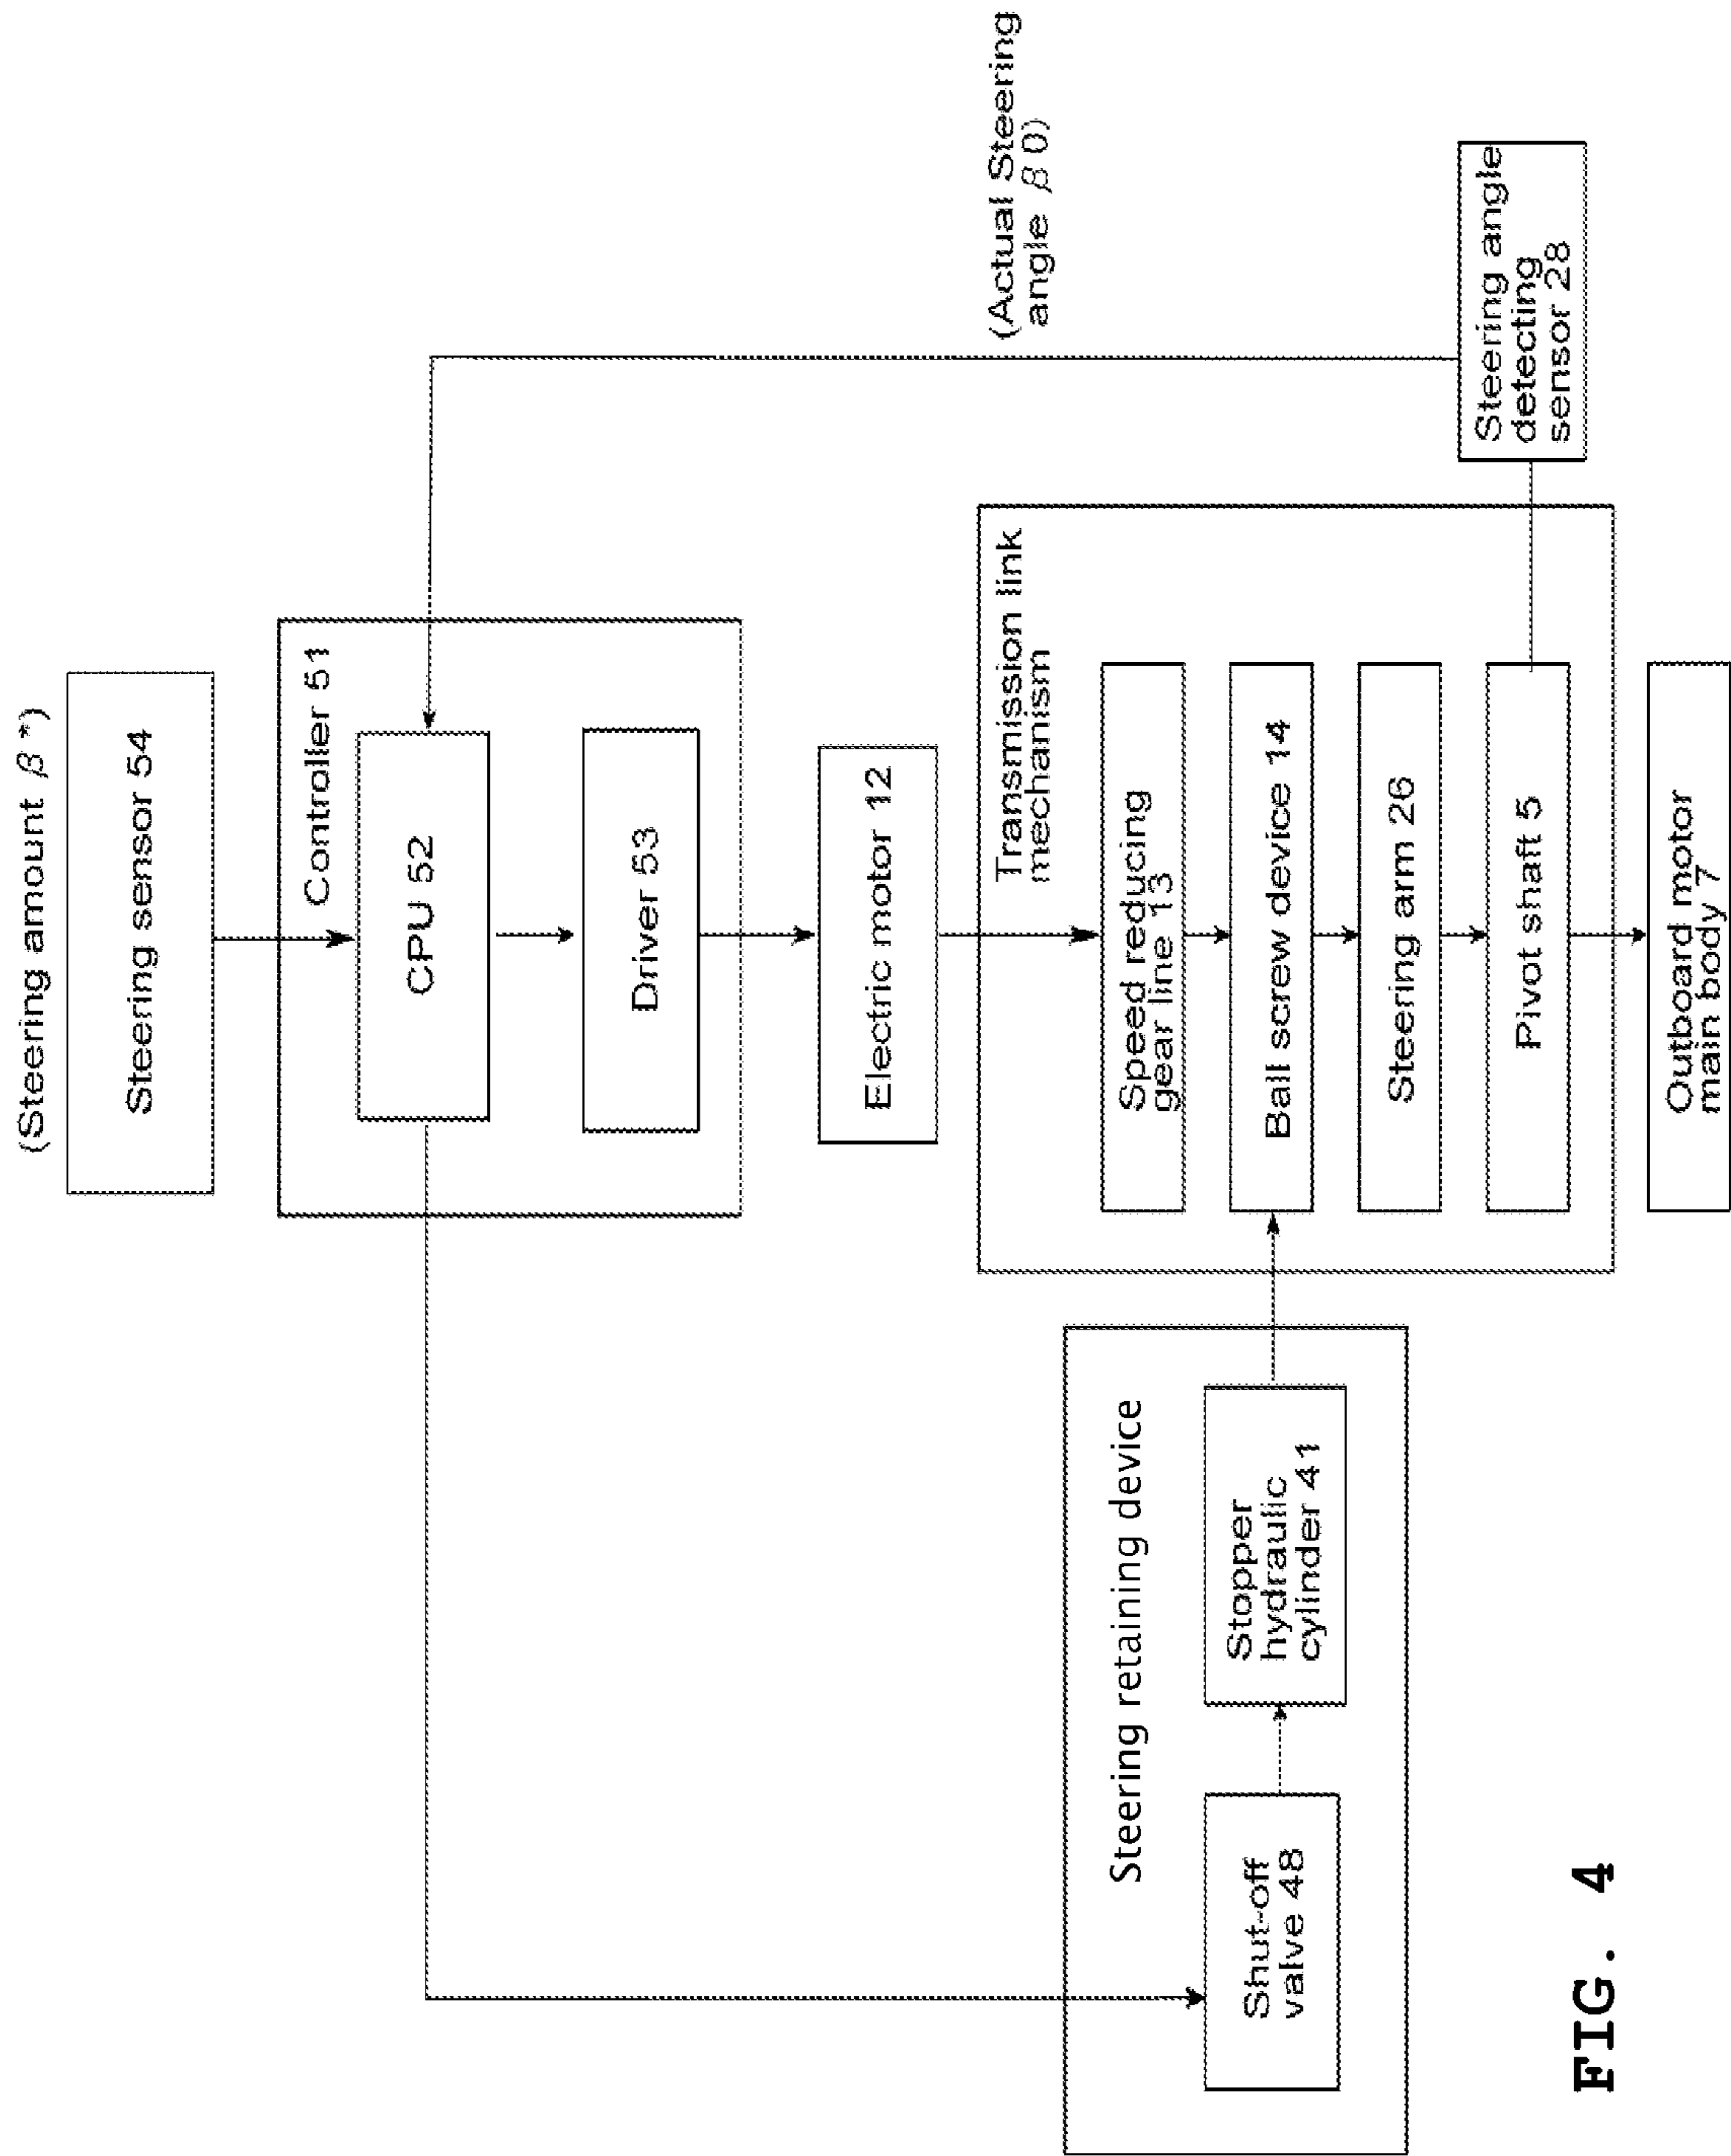 (Steering amount β*)
Steering sensor 54
Controller 51
CPU 52
Driver 53
Electric motor 12
(Actual Steering
angle β0)
Transmission link
mechanism
Speed reducing
gear line 13
Ball screw device 14
Steering arm 26
Pivot shaft 5
Steering angle
detecting
sensor 28
Outboard motor
main body 7
Steering retaining device
Shut-off
valve 48
Stopper
hydraulic
cylinder 41
FIG. 4